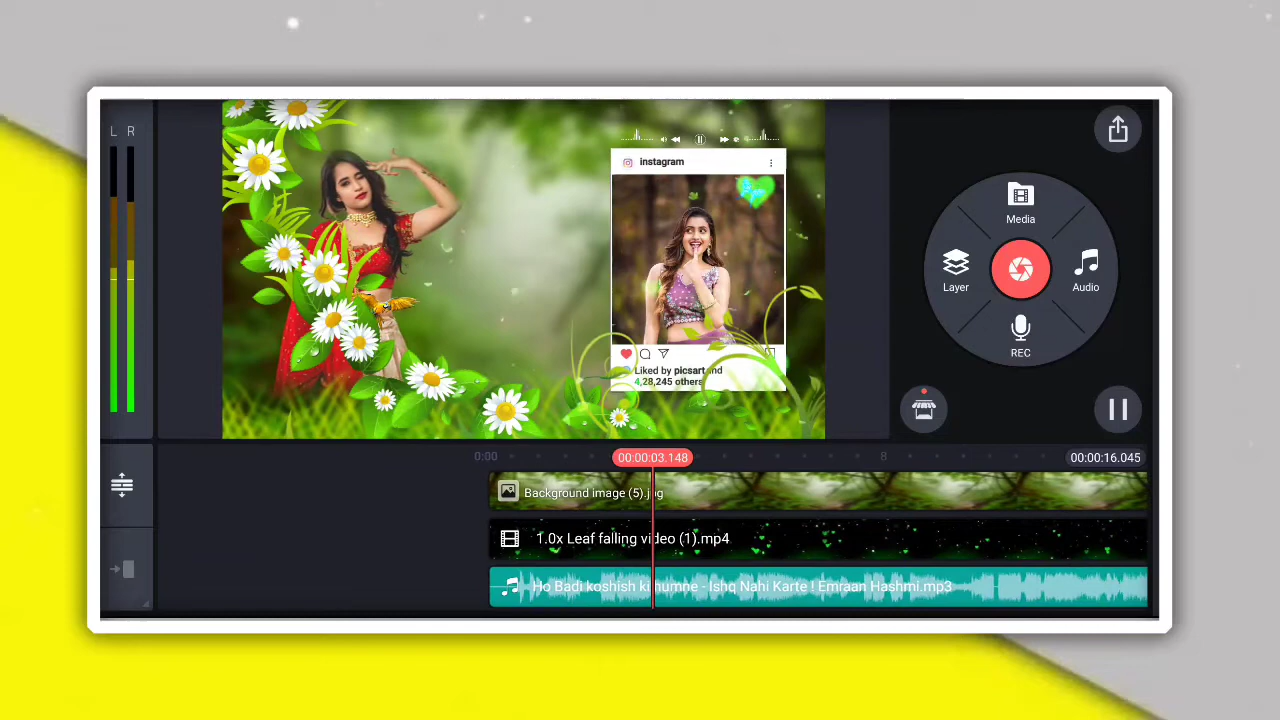 L R
instagram
Liked by picsart and
4,28,245 others
Media
Layer
Audio
REC
0:00
00:00:03.148
8
00:00:16.045
Background image (5).jpg
1.0x Leaf falling video (1).mp4
Ho Badi koshish ki humne - Ishq Nahi Karte ! Emraan Hashmi.mp3